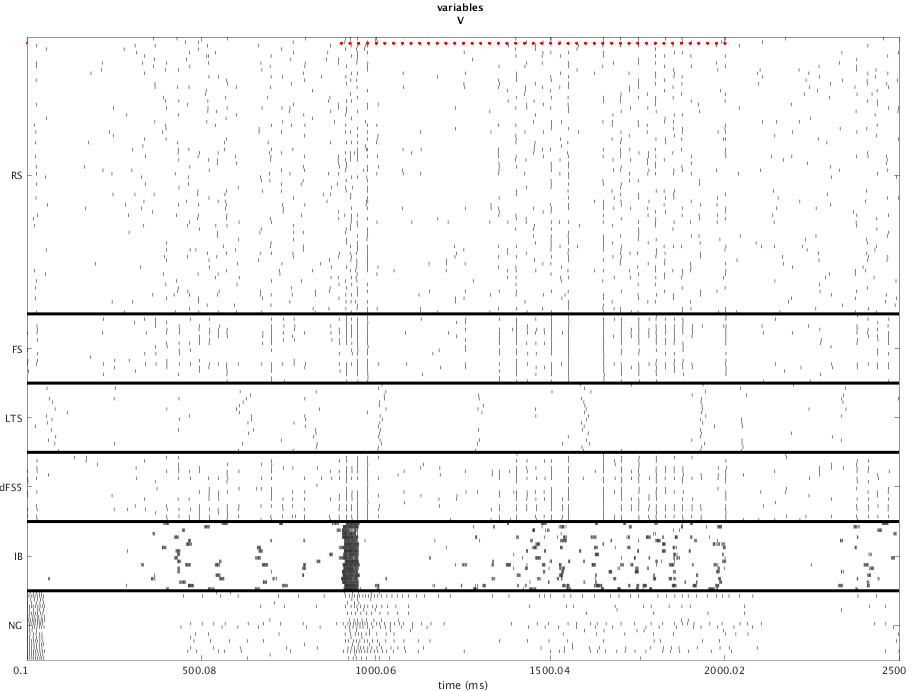 variables
V
RS
FS
LTS
dFS5
IB
NG
0.1
500.08
1000.06
1500.04
2000.02
2500
time (ms)